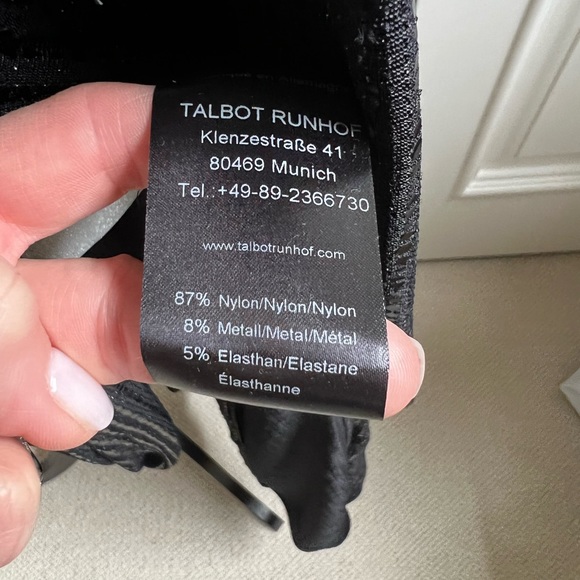 TALBOT RUNHOF
Klenzestraße 41
80469 Munich
Tel.:+49-89-2366730
www.talbotrunhof.com
87% Nylon/Nylon/Nylon
8% Metall/Metal/Métal
5% Elasthan/Elastane
Élasthanne